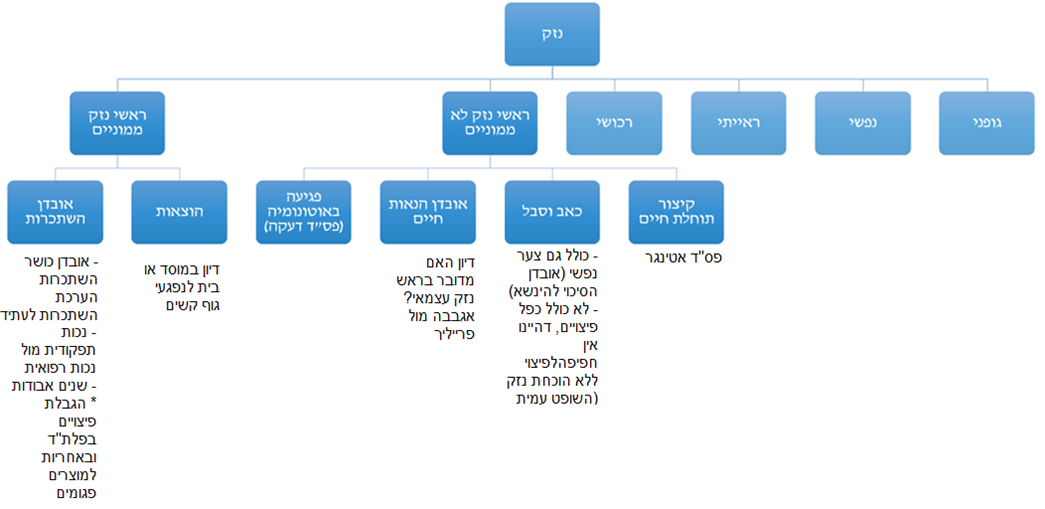 נזק
גופני
נפשי
ראייתי
רכושי
ראשי נזק לא
ממוניים
ראשי נזק
ממוניים
קיצור
תוחלת חיים
כאב וסבל
אובדן הנאות
חיים
פגיעה
באוטונומיה
(פס"ד דעקה)
הוצאות
אובדן
השתכרות
פס"ד אטינגר
- כולל גם צער
נפשי (אובדן
הסיכוי להינשא)
- לא כולל כפל
פיצויים, דהיינו
אין
חפיפהלפיצוי
ללא הוכחת נזק
(השופט עמית
דיון האם
מדובר בראש
נזק עצמאי?
אגבבה מול
פרייליך
דיון במוסד או
בית לנפגעי
גוף קשים
- אובדן כושר
השתכרות
הערכת
השתכרות לעתיד
- נכות
תפקודית מול
נכות רפואית
- שנים אבודות
* הגבלת
פיצויים
בפלת"ד
ובאחריות
למוצרים
פגומים